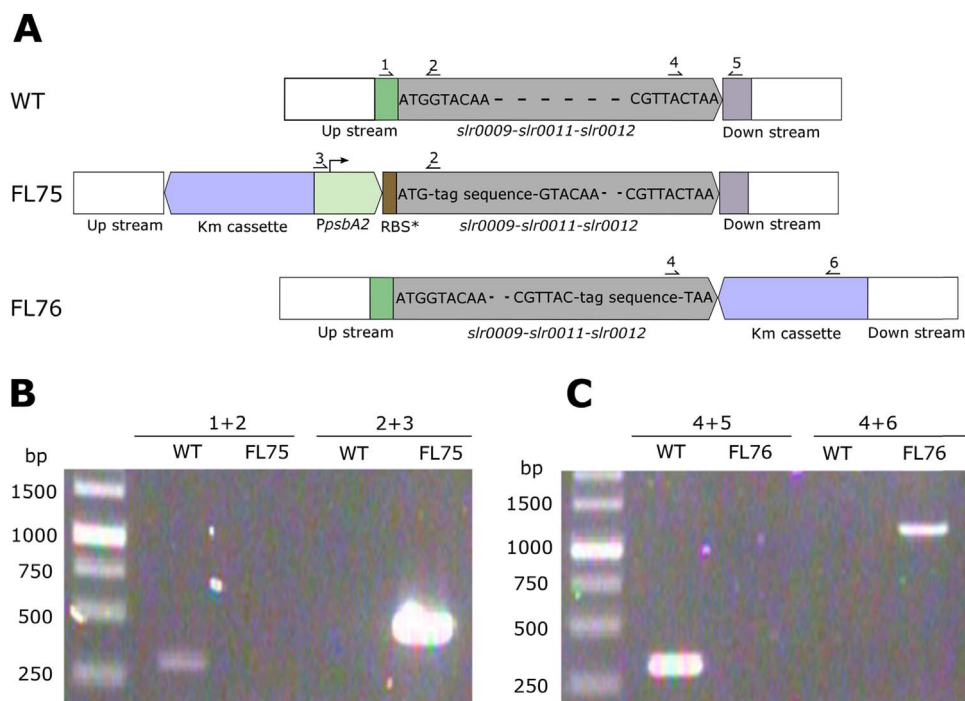 A
1 2 4 5
WT
ATGGTACAA - - - - - - - CGTTACTAA
Up stream slr0009-slr0011-slr0012 Down stream
3 2
FL75
ATG-tag sequence-GTACAA - - CGTTACTAA
Up stream Km cassette PpsbA2 RBS* slr0009-slr0011-slr0012 Down stream
4 6
FL76
ATGGTACAA - - CGTTAC-tag sequence-TAA
Up stream slr0009-slr0011-slr0012 Km cassette Down stream
B
1+2 2+3
bp WT FL75 WT FL75
1500
1000
750
500
250
C
4+5 4+6
bp WT FL76 WT FL76
1500
1000
750
500
250